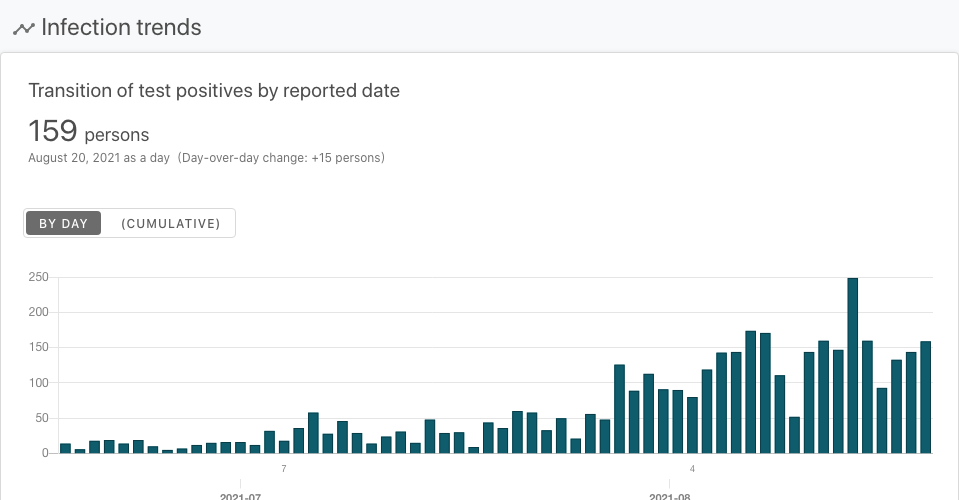 Infection trends
Transition of test positives by reported date
159 persons
August 20, 2021 as a day (Day-over-day change: +15 persons)
BY DAY (CUMULATIVE)
250
200
150
100
50
0
7 4
2021-07 2021-08